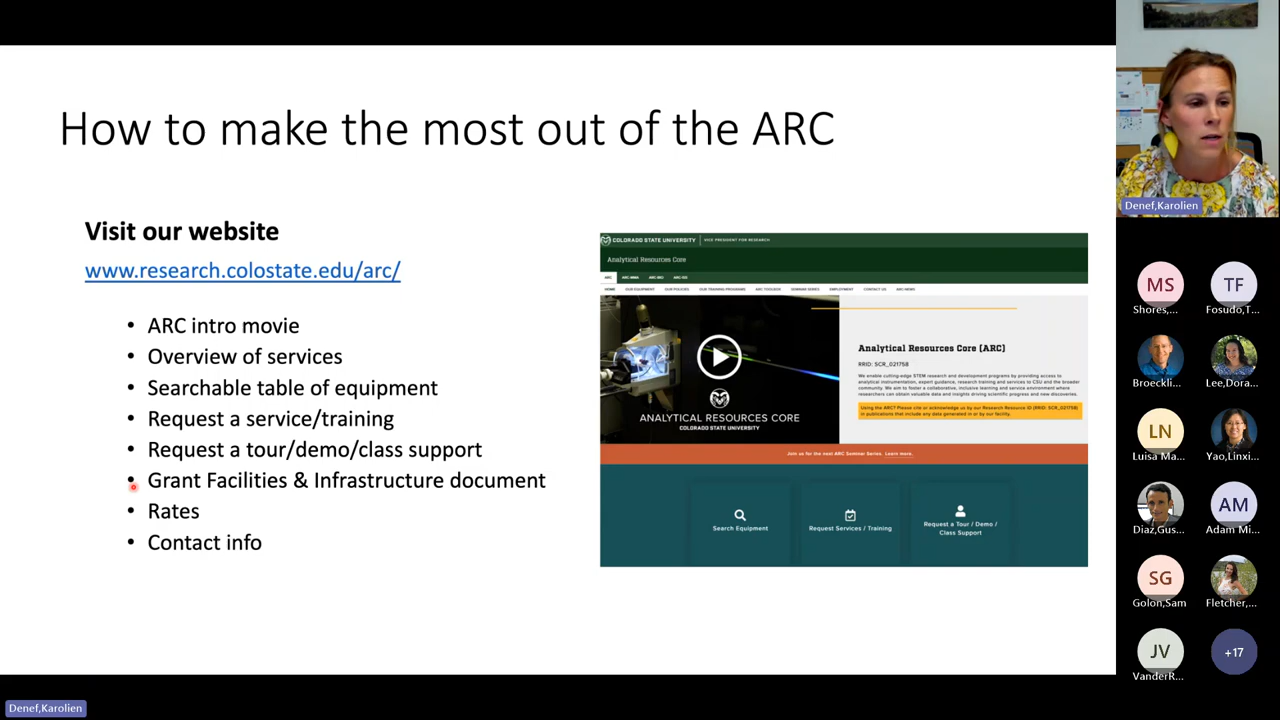 How to make the most out of the ARC
Visit our website
www.research.colostate.edu/arc/
• ARC intro movie
• Overview of services
• Searchable table of equipment
• Request a service/training
• Request a tour/demo/class support
• Grant Facilities & Infrastructure document
• Rates
• Contact info
COLORADO STATE UNIVERSITY | VICE PRESIDENT FOR RESEARCH
Analytical Resources Core
ARC ARC-MMA ARC-BIO ARC-SIS
HOME OUR EQUIPMENT OUR POLICIES OUR TRAINING PROGRAMS ARC TOOLBOX SEMINAR SERIES EMPLOYMENT CONTACT US ARC NEWS
ANALYTICAL RESOURCES CORE
COLORADO STATE UNIVERSITY
Analytical Resources Core (ARC)
RRID: SCR_021758
We enable cutting-edge STEM research and development programs by providing access to
analytical instrumentation, expert guidance, research training and services to CSU and the broader
community. We aim to foster a collaborative, inclusive learning and service environment where
researchers can obtain valuable data and insights driving scientific progress and new discoveries.
Using the ARC? Please cite or acknowledge us by our Research Resource ID (RRID: SCR_021758)
in publications that include any data generated in or by our facility.
Join us for the next ARC Seminar Series. Learn more.
Search Equipment
Request Services / Training
Request a Tour / Demo /
Class Support
Denef,Karolien
MS
Shores,...
TF
Fosudo,T...
Broeckli...
Lee,Dora...
LN
Luisa Ma...
Yao,Linxi...
Diaz,Gus...
AM
Adam Mi...
SG
Golon,Sam
Fletcher,...
JV
VanderR...
+17
Denef,Karolien